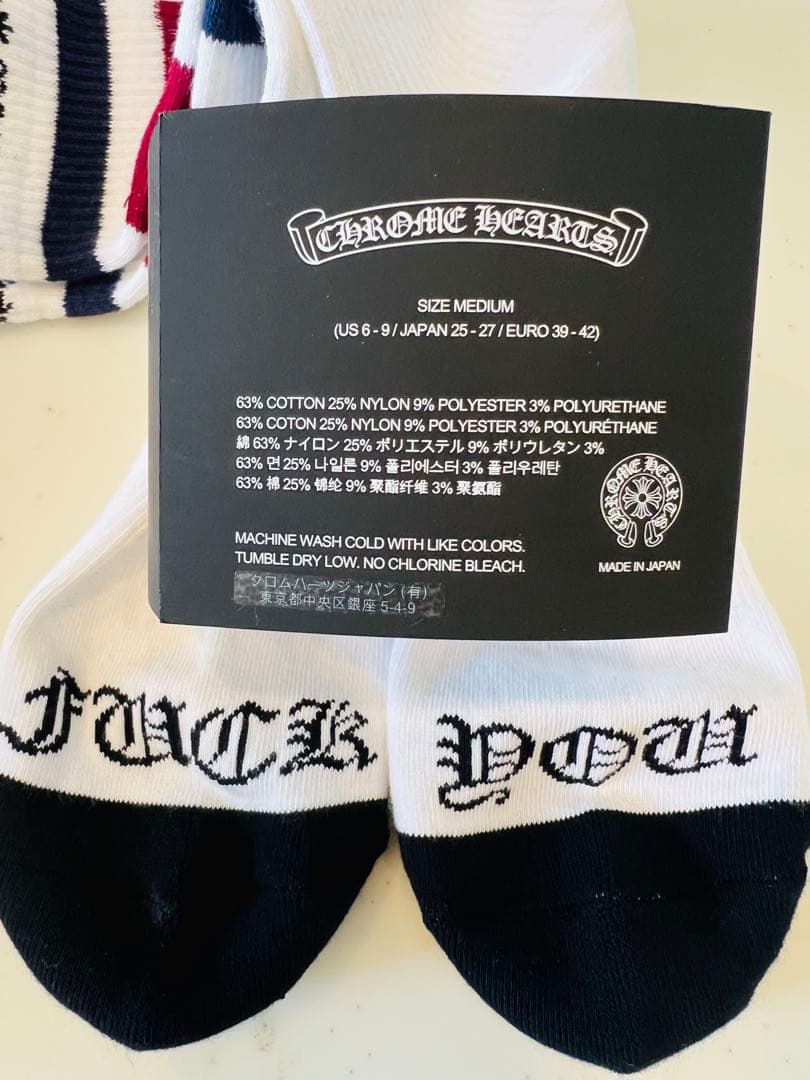 CHROME HEARTS
SIZE MEDIUM
(US 6 - 9 / JAPAN 25 - 27 / EURO 39 - 42)
63% COTTON 25% NYLON 9% POLYESTER 3% POLYURETHANE
63% COTON 25% NYLON 9% POLYESTER 3% POLYURÉTHANE
綿 63% ナイロン 25% ポリエステル 9% ポリウレタン 3%
63% 면 25% 나일론 9% 폴리에스터 3% 폴리우레탄
63% 棉 25% 锦纶 9% 聚酯纤维 3% 聚氨酯
CHROME HEARTS
MADE IN JAPAN
MACHINE WASH COLD WITH LIKE COLORS.
TUMBLE DRY LOW. NO CHLORINE BLEACH.
クロムハーツジャパン (有)
東京都中央区銀座 5-4-9
FUCK YOU